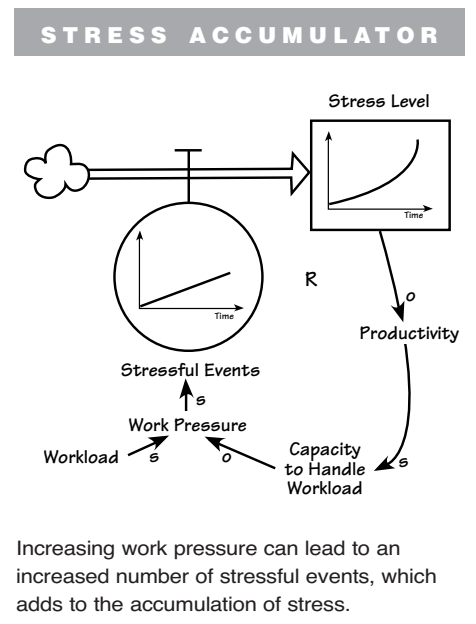 STRESS ACCUMULATOR
Stress Level
Time
Time
R
o
Productivity
Stressful Events
s
Work Pressure
Workload
s
o
Capacity
to Handle
Workload
s
Increasing work pressure can lead to an
increased number of stressful events, which
adds to the accumulation of stress.